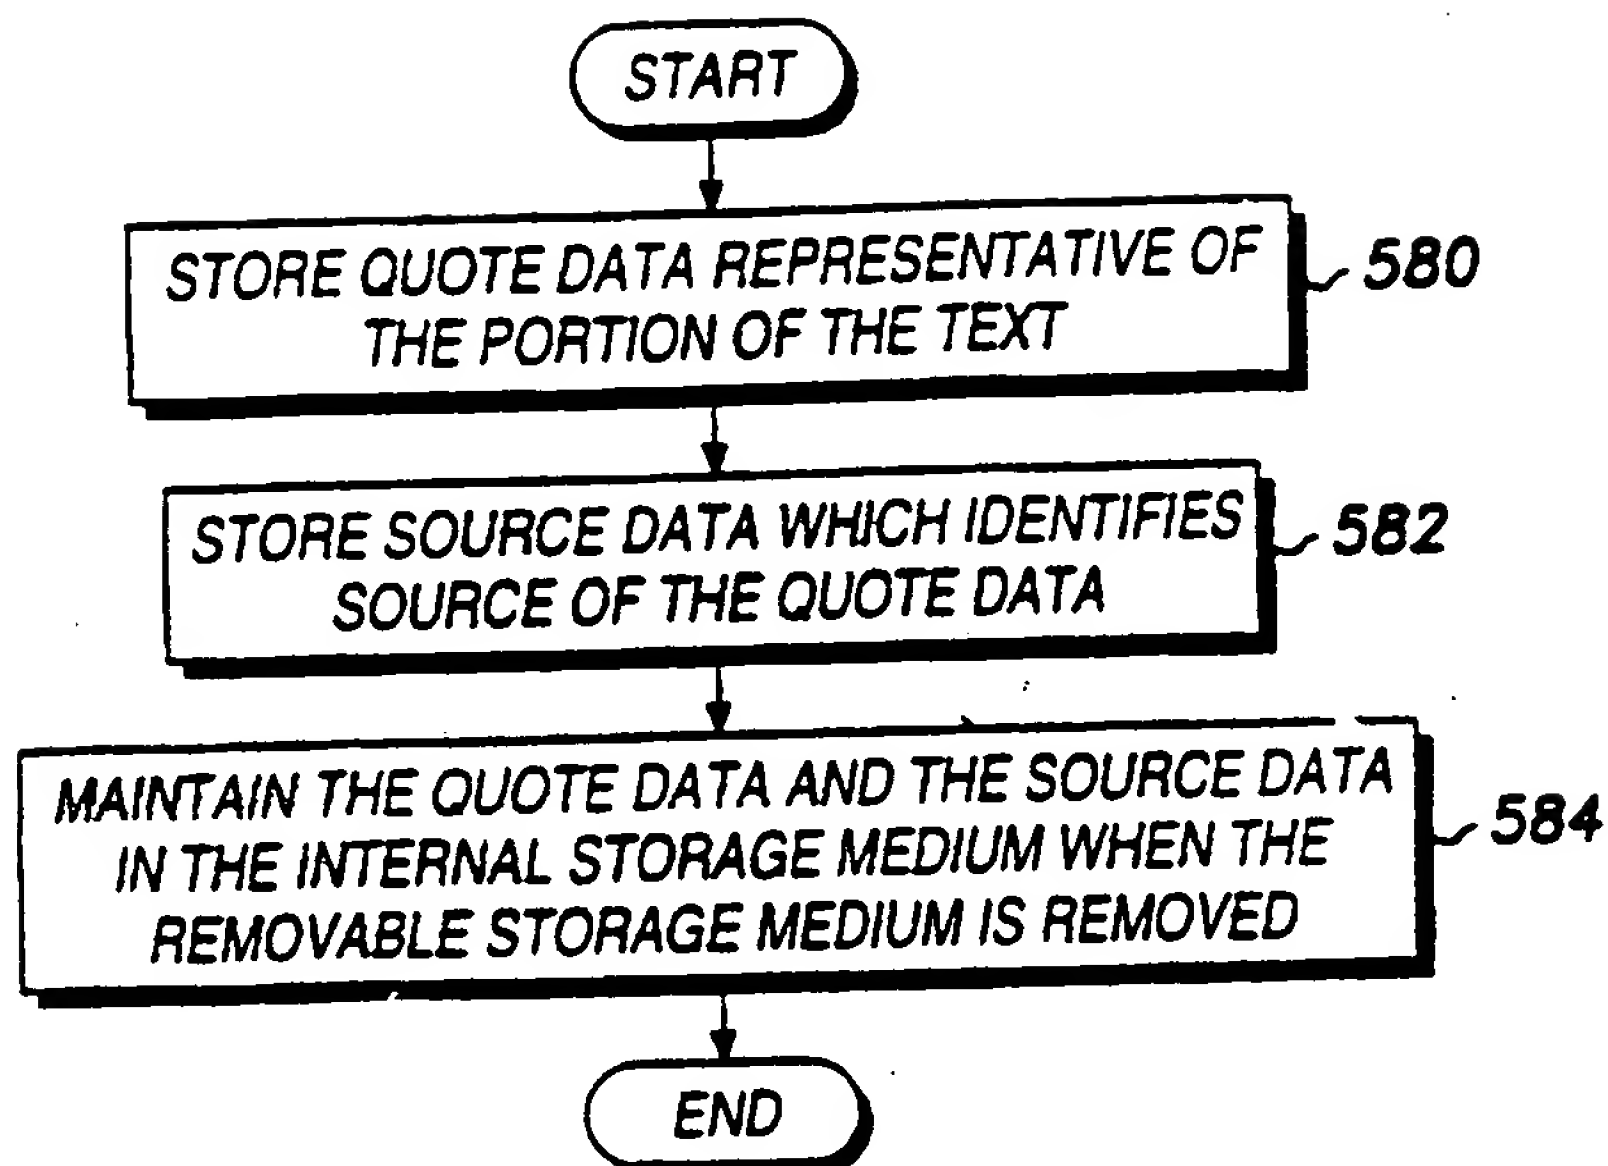 START
STORE QUOTE DATA REPRESENTATIVE OF
THE PORTION OF THE TEXT
580
STORE SOURCE DATA WHICH IDENTIFIES
SOURCE OF THE QUOTE DATA
582
MAINTAIN THE QUOTE DATA AND THE SOURCE DATA
IN THE INTERNAL STORAGE MEDIUM WHEN THE
REMOVABLE STORAGE MEDIUM IS REMOVED
584
END